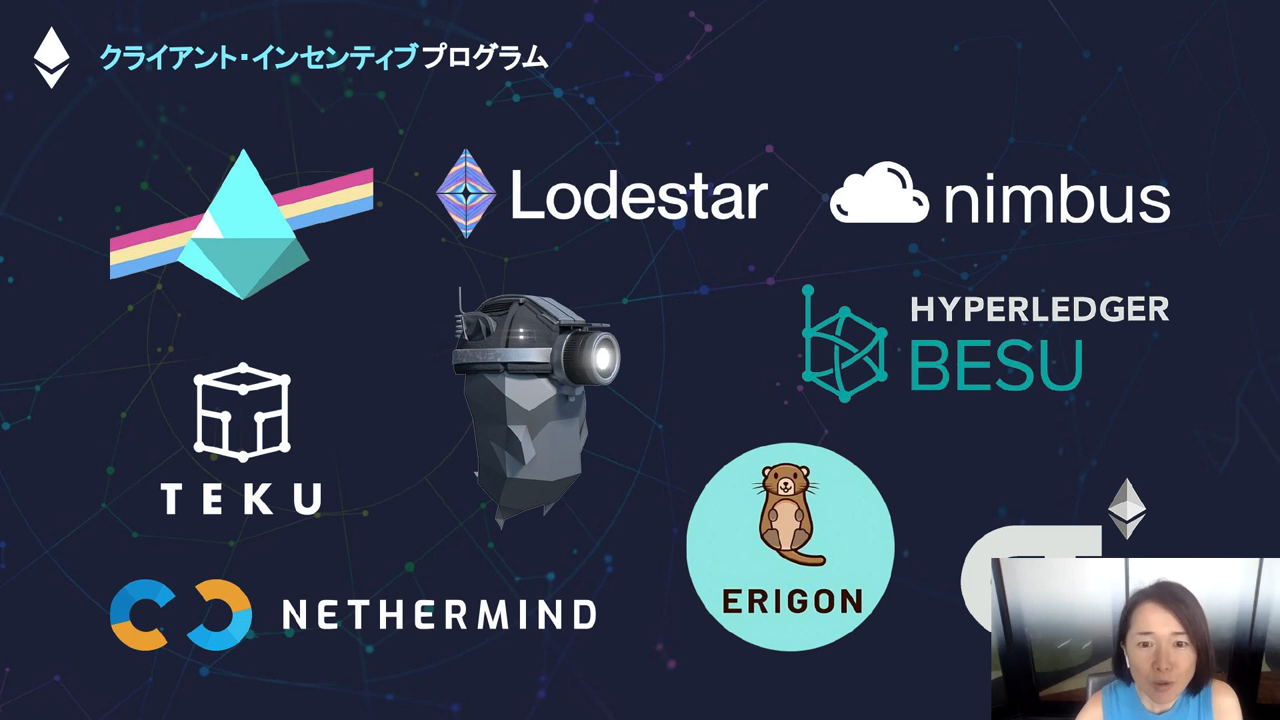 クライアント・インセンティブプログラム
Lodestar
nimbus
HYPERLEDGER
BESU
TEKU
ERIGON
NETHERMIND